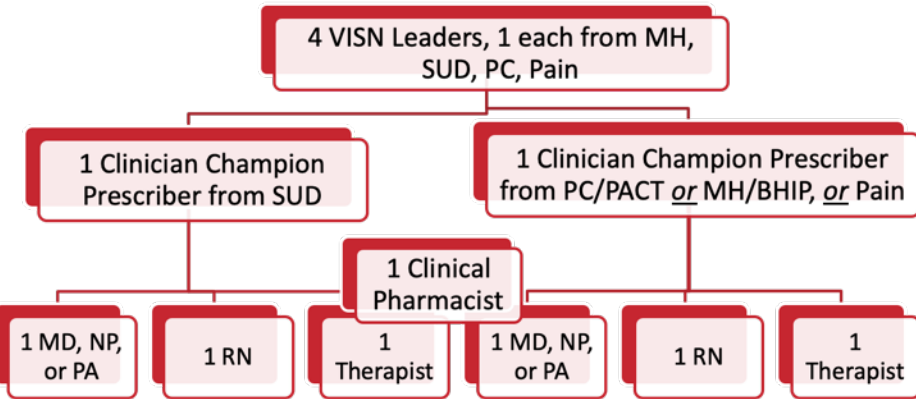 4 VISN Leaders, 1 each from MH,
SUD, PC, Pain
1 Clinician Champion
Prescriber from SUD
1 Clinician Champion Prescriber
from PC/PACT or MH/BHIP, or Pain
1 Clinical
Pharmacist
1 MD, NP,
or PA
1 RN
1
Therapist
1 MD, NP,
or PA
1 RN
1
Therapist